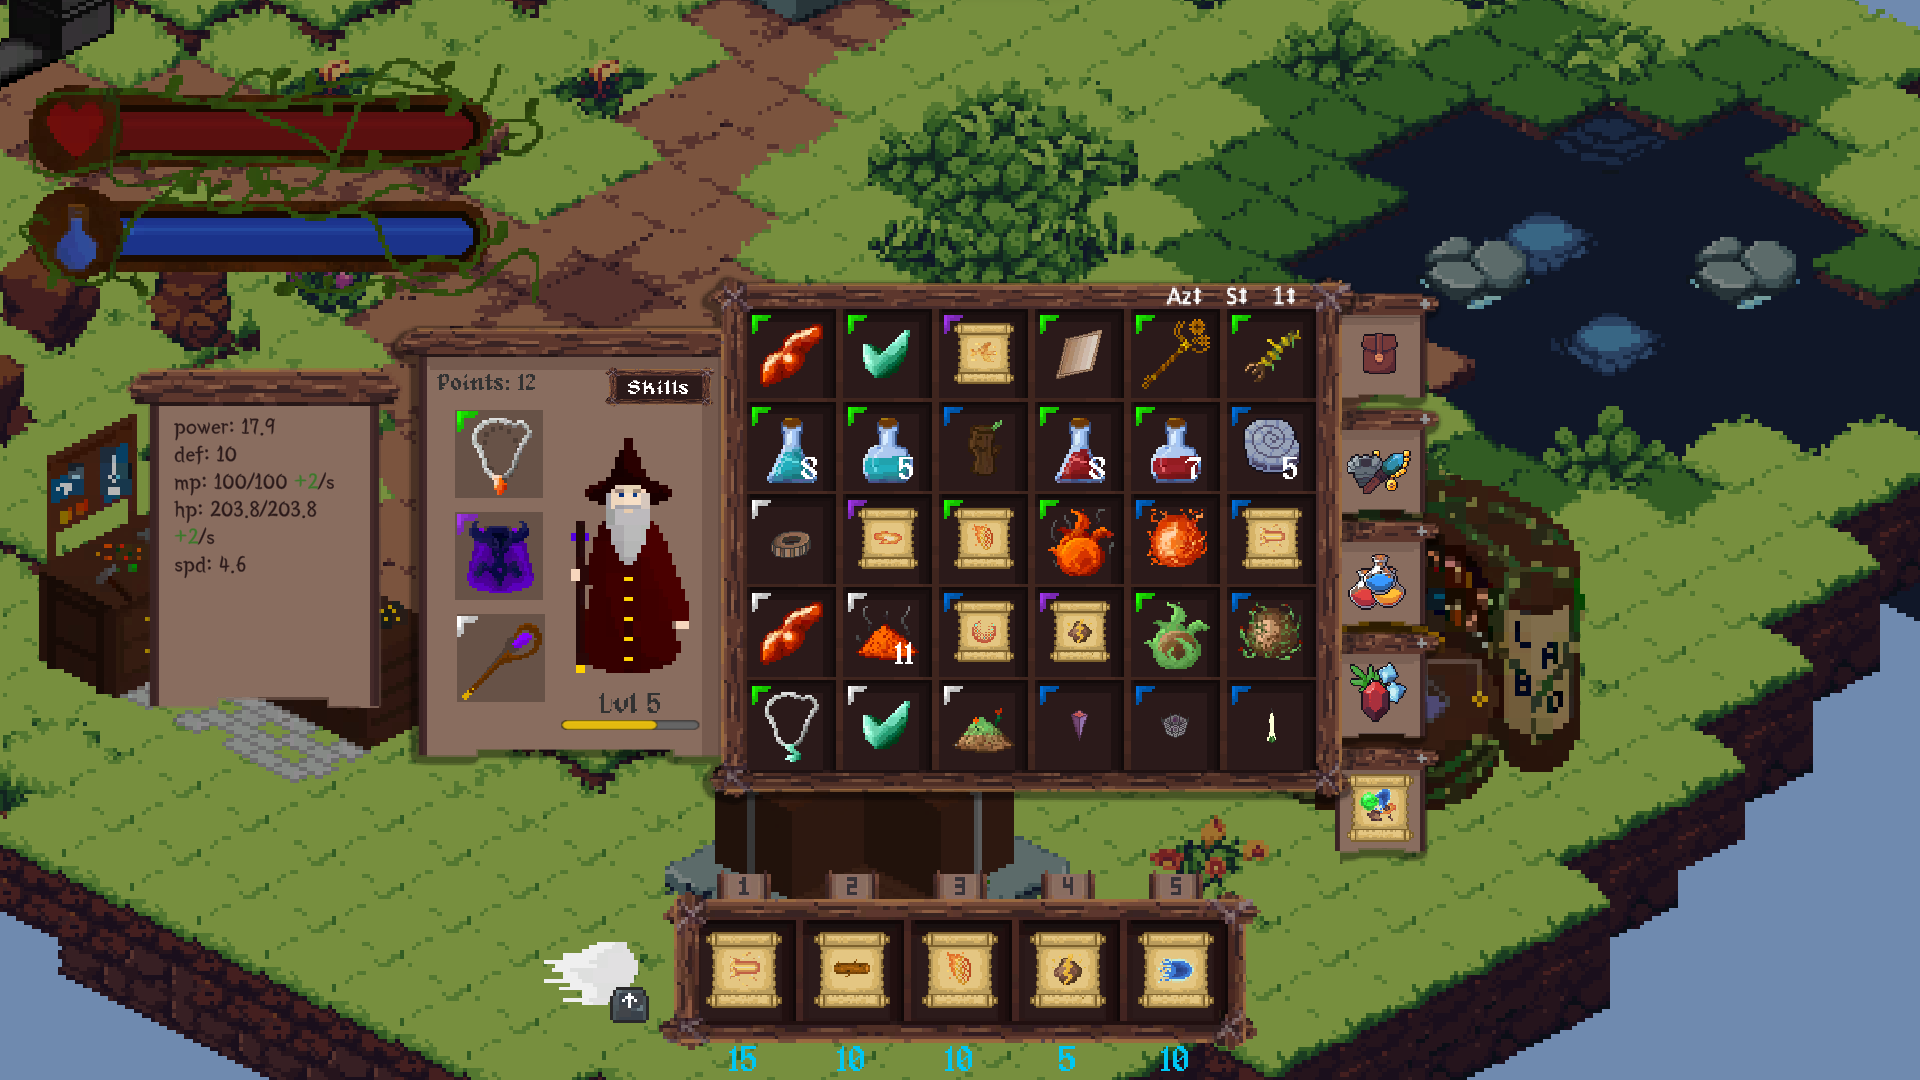 Az↕ S↕ 1↕
Points: 12
Skills
power: 17.9
def: 10
mp: 100/100 +2/s
hp: 203.8/203.8
+2/s
spd: 4.6
8
5
8
7
5
11
LABO
Lvl 5
1 2 3 4 5
15 10 10 5 10